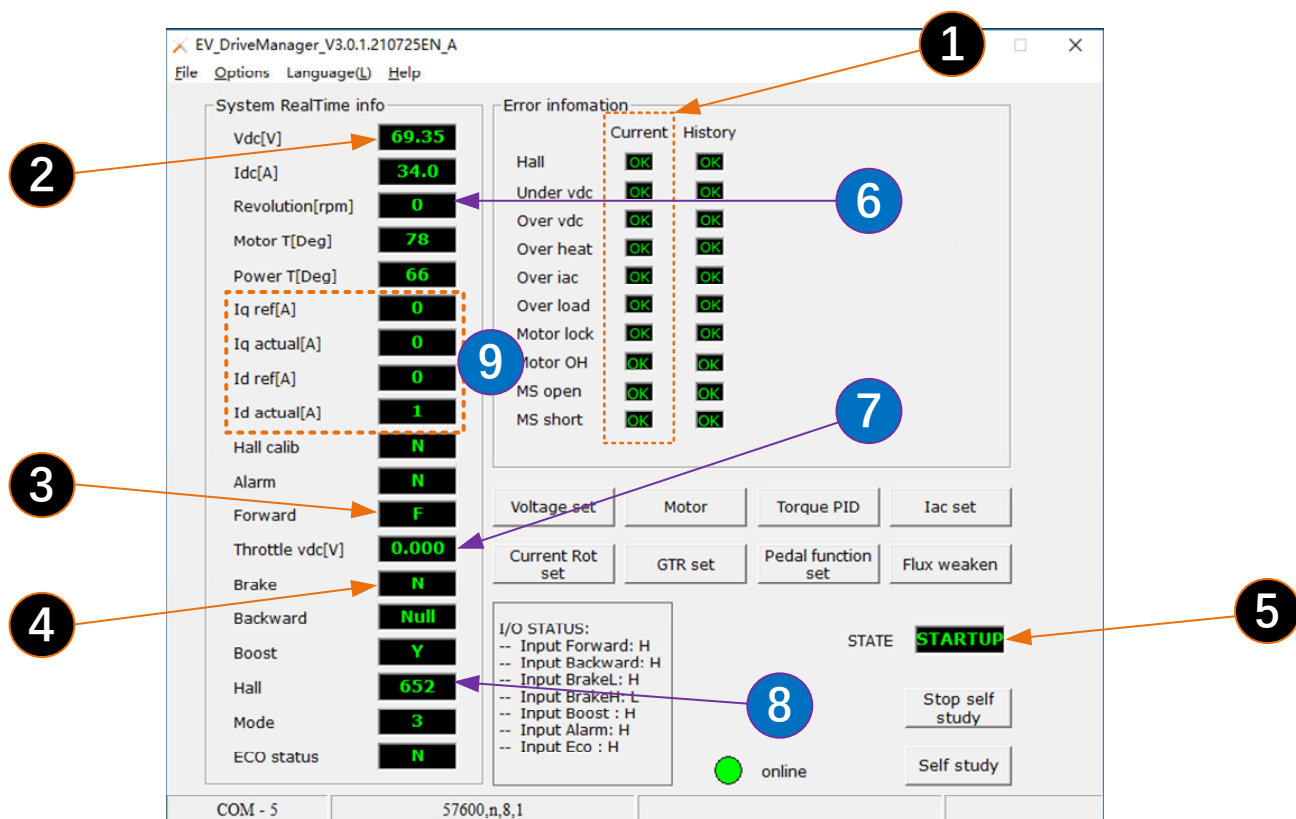 1
EV_DriveManager_V3.0.1.210725EN_A
File Options Language(L) Help
System RealTime info
Vdc[V] 69.35
Idc[A] 34.0
Revolution[rpm] 0
Motor T[Deg] 78
Power T[Deg] 66
Iq ref[A] 0
Iq actual[A] 0
Id ref[A] 0
Id actual[A] 1
Hall calib N
Alarm N
Forward F
Throttle vdc[V] 0.000
Brake N
Backward Null
Boost Y
Hall 652
Mode 3
ECO status N
2
3
4
Error infomation
Current History
Hall OK OK
Under vdc OK OK
Over vdc OK OK
Over heat OK OK
Over iac OK OK
Over load OK OK
Motor lock OK OK
Motor OH OK OK
MS open OK OK
MS short OK OK
6
9
7
Voltage set Motor Torque PID Iac set
Current Rot set GTR set Pedal function set Flux weaken
I/O STATUS:
-- Input Forward: H
-- Input Backward: H
-- Input BrakeL: H
-- Input BrakeH: L
-- Input Boost : H
-- Input Alarm: H
-- Input Eco : H
8
STATE STARTUP
5
Stop self study
online
Self study
COM - 5 57600,n,8,1